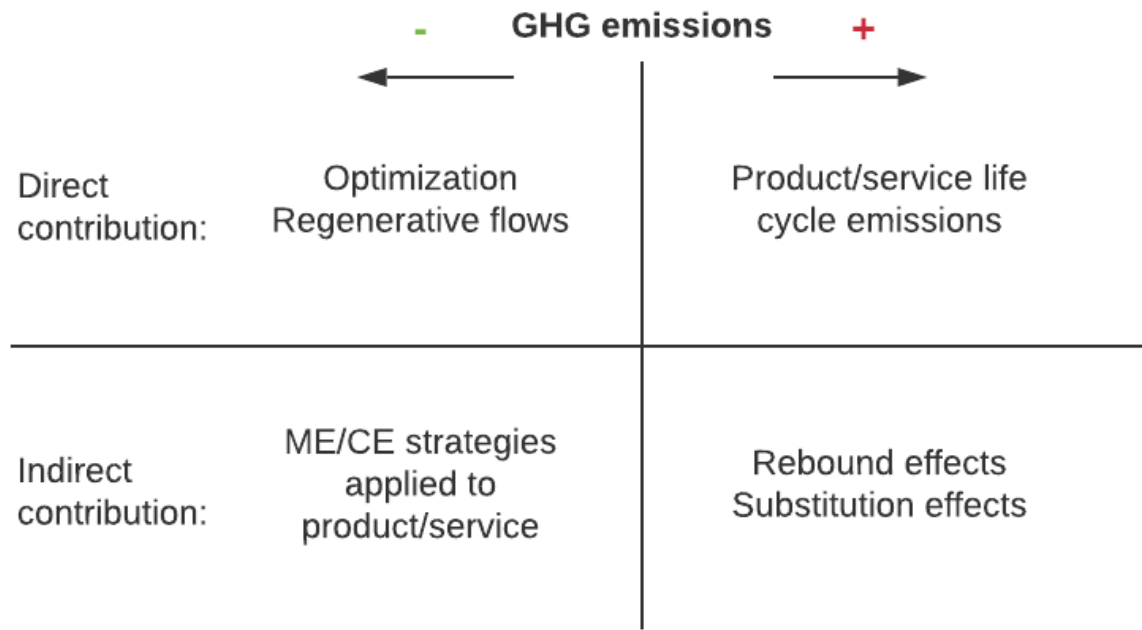 - GHG emissions +
Direct
contribution:
Optimization
Regenerative flows
Product/service life
cycle emissions
Indirect
contribution:
ME/CE strategies
applied to
product/service
Rebound effects
Substitution effects